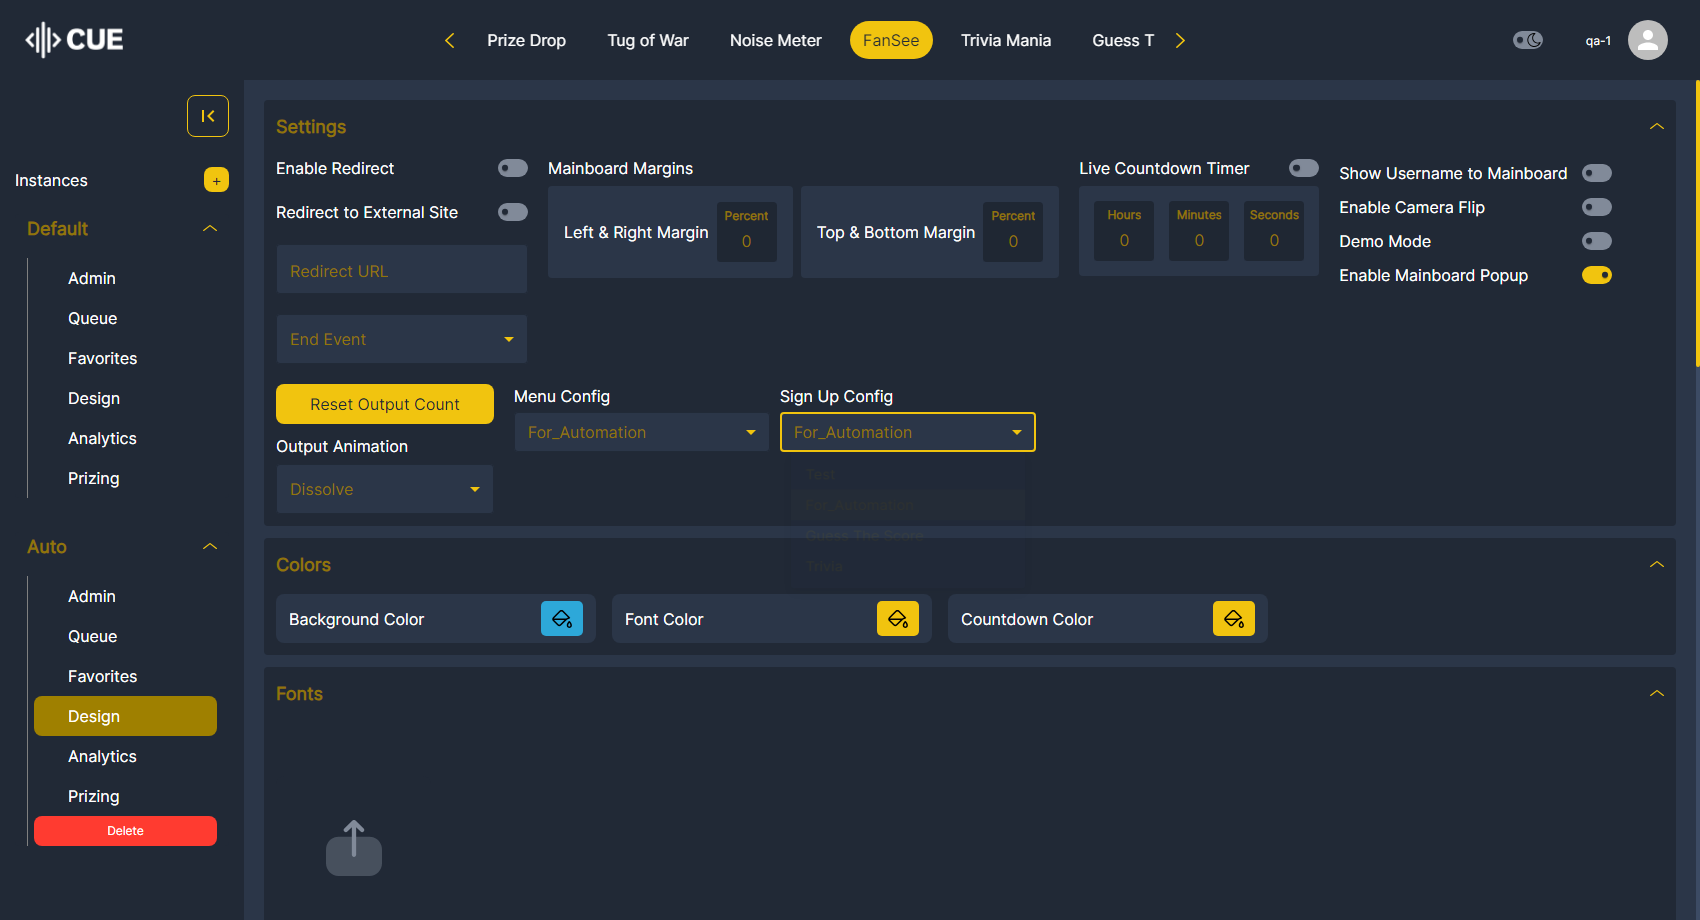 CUE
Prize Drop
Tug of War
Noise Meter
FanSee
Trivia Mania
Guess T
qa-1
Instances
+
Default
Admin
Queue
Favorites
Design
Analytics
Prizing
Auto
Admin
Queue
Favorites
Design
Analytics
Prizing
Delete
Settings
Enable Redirect
Redirect to External Site
Redirect URL
End Event
Mainboard Margins
Left & Right Margin
Percent
0
Top & Bottom Margin
Percent
0
Live Countdown Timer
Hours
0
Minutes
0
Seconds
0
Show Username to Mainboard
Enable Camera Flip
Demo Mode
Enable Mainboard Popup
Reset Output Count
Output Animation
Dissolve
Menu Config
For_Automation
Sign Up Config
For_Automation
Test
For_Automation
Guess The Score
Trivia
Colors
Background Color
Font Color
Countdown Color
Fonts